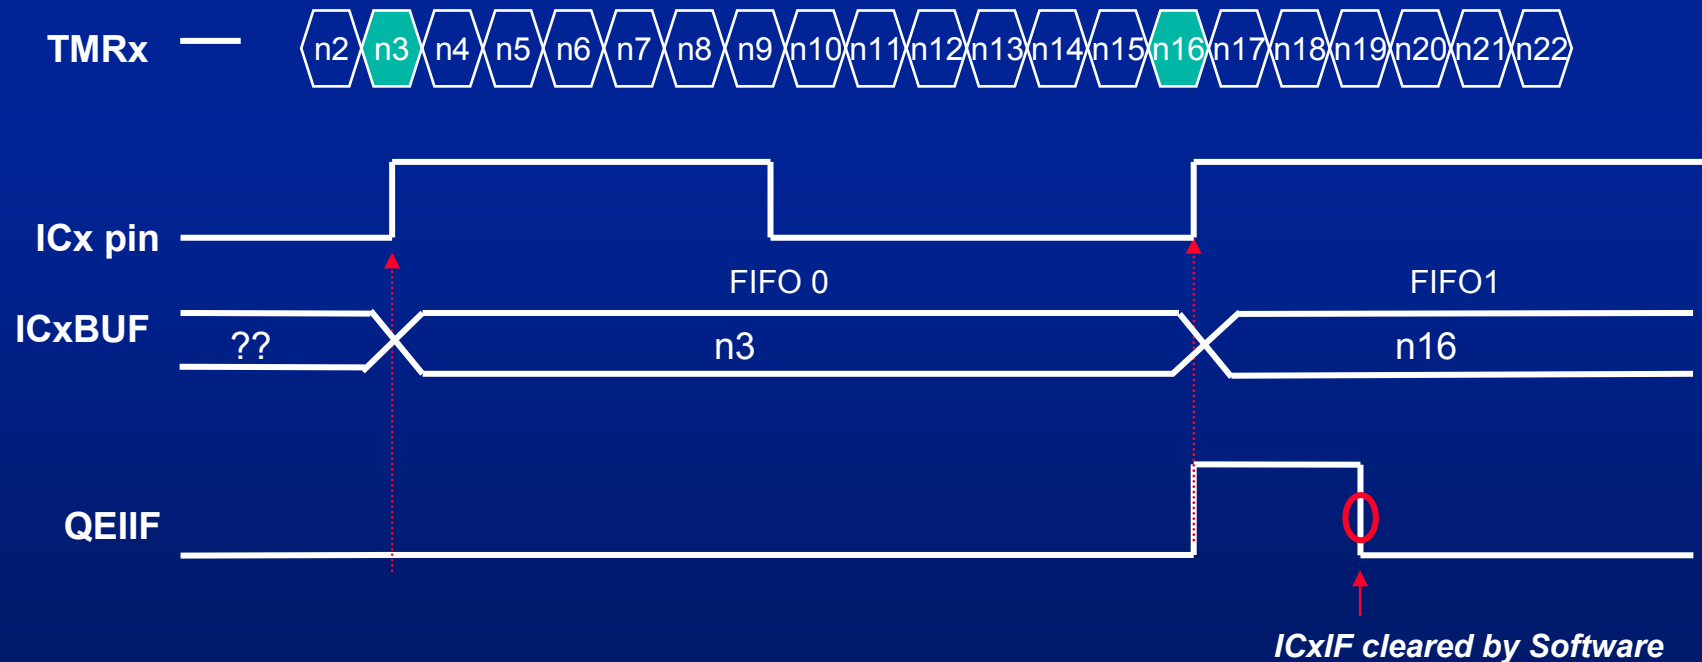 TMRx n2 n3 n4 n5 n6 n7 n8 n9 n10 n11 n12 n13 n14 n15 n16 n17 n18 n19 n20 n21 n22
ICx pin
FIFO 0 FIFO1
ICxBUF ?? n3 n16
QEIIF
ICxIF cleared by Software